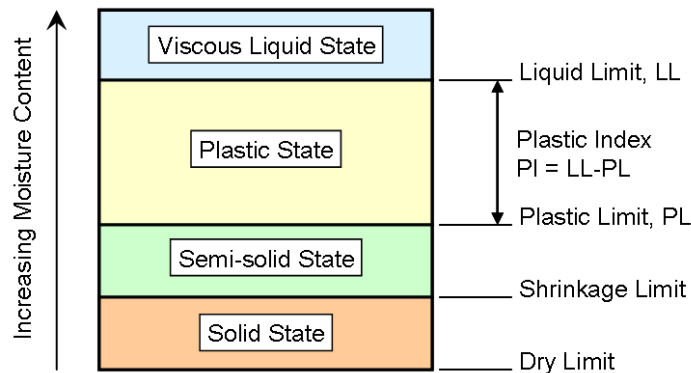 Increasing Moisture Content
Viscous Liquid State
Liquid Limit, LL
Plastic State
Plastic Index
PI = LL-PL
Plastic Limit, PL
Semi-solid State
Shrinkage Limit
Solid State
Dry Limit